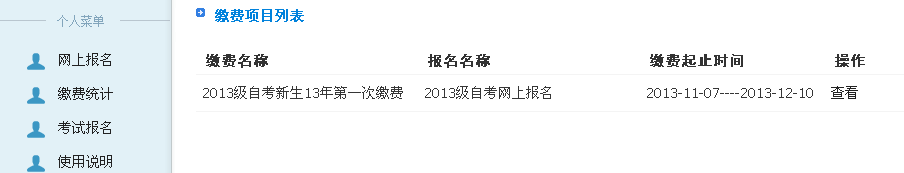 个人菜单
网上报名
缴费统计
考试报名
使用说明
缴费项目列表
缴费名称 报名名称 缴费起止时间 操作
2013级自考新生13年第一次缴费 2013级自考网上报名 2013-11-07----2013-12-10 查看